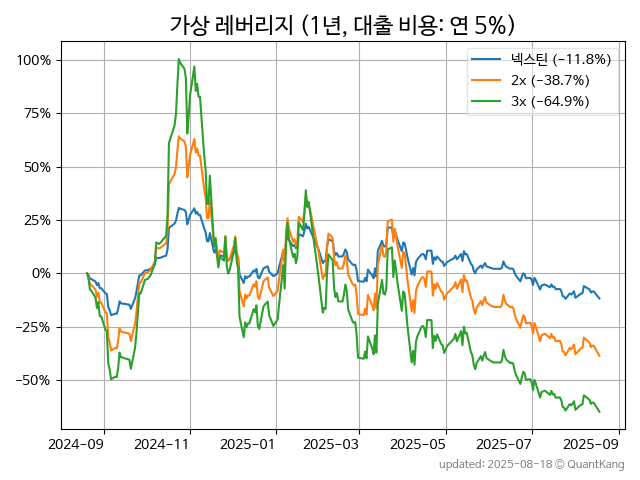 가상 레버리지 (1년, 대출 비용: 연 5%)
넥스틴 (-11.8%)
2x (-38.7%)
3x (-64.9%)
100%
75%
50%
25%
0%
-25%
-50%
2024-09
2024-11
2025-01
2025-03
2025-05
2025-07
2025-09
updated: 2025-08-18 © QuantKang